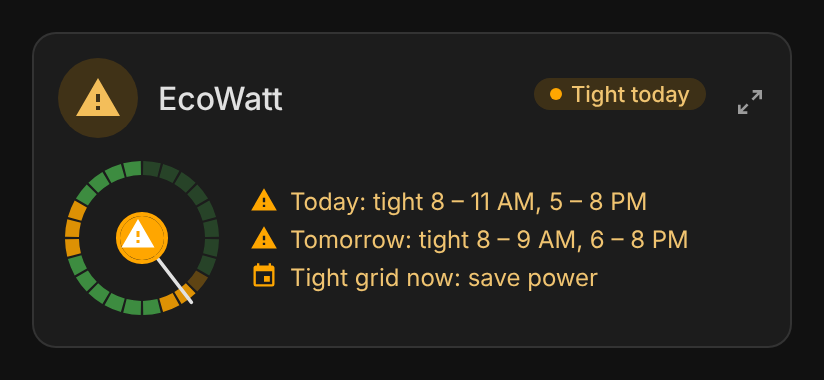 EcoWatt
Tight today
Today: tight 8 – 11 AM, 5 – 8 PM
Tomorrow: tight 8 – 9 AM, 6 – 8 PM
Tight grid now: save power